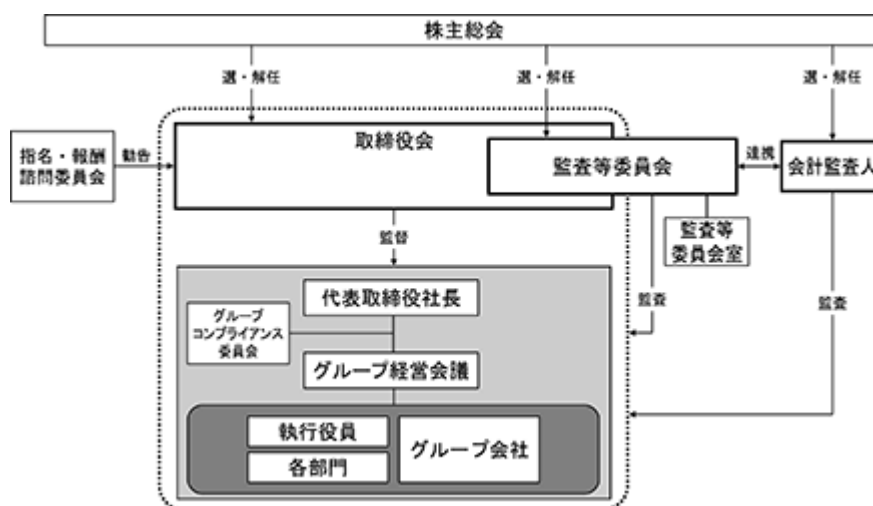 株主総会
選・解任
選・解任
選・解任
取締役会
指名・報酬
諮問委員会
勧告
監査等委員会
連携
会計監査人
監査等
委員会室
監督
代表取締役社長
監査
監査
グループ
コンプライアンス
委員会
グループ経営会議
執行役員
グループ会社
各部門